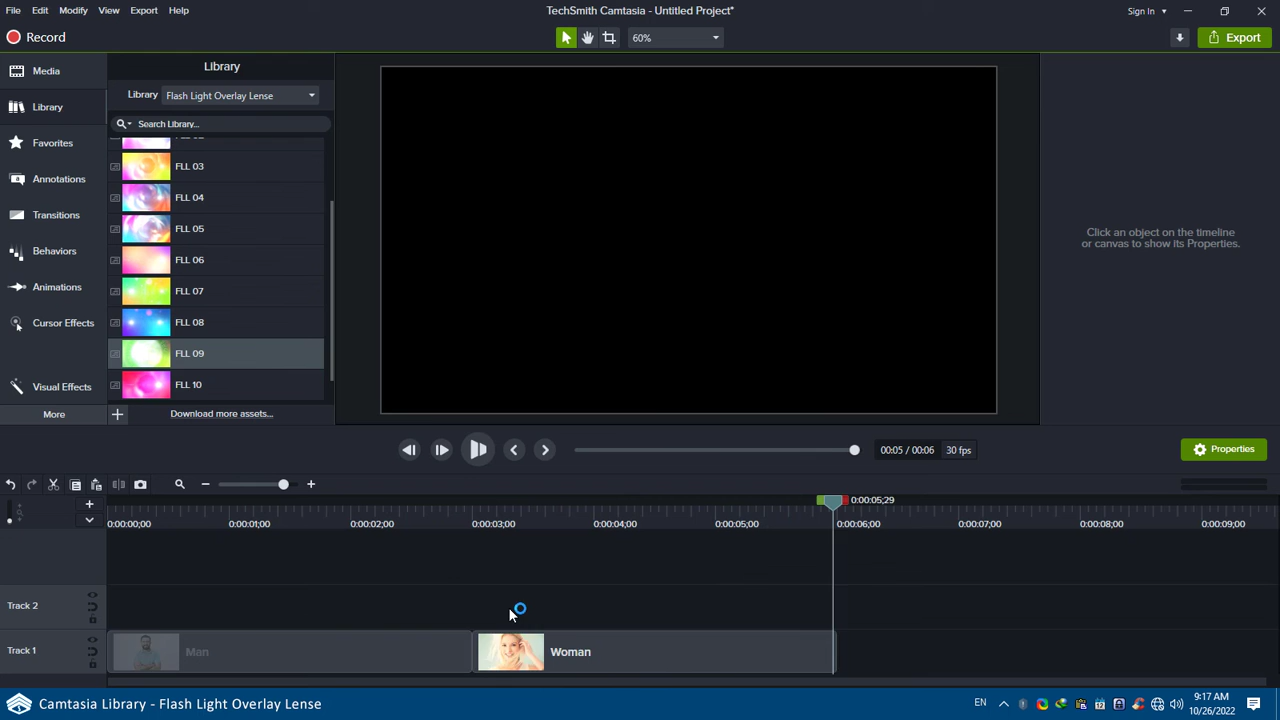 File Edit Modify View Export Help
TechSmith Camtasia - Untitled Project*
Sign In
Record
60%
Export
Media
Library
Favorites
Annotations
Transitions
Behaviors
Animations
Cursor Effects
Visual Effects
More
Library
Library Flash Light Overlay Lense
Search Library...
FLL 03
FLL 04
FLL 05
FLL 06
FLL 07
FLL 08
FLL 09
FLL 10
Download more assets...
Click an object on the timeline
or canvas to show its Properties.
00:05 / 00:06 30 fps
Properties
0:00:05;29
0:00:00;00 0:00:01;00 0:00:02;00 0:00:03;00 0:00:04;00 0:00:05;00 0:00:06;00 0:00:07;00 0:00:08;00 0:00:09;00
Track 2
Track 1
Man
Woman
Camtasia Library - Flash Light Overlay Lense
EN
9:17 AM
10/26/2022